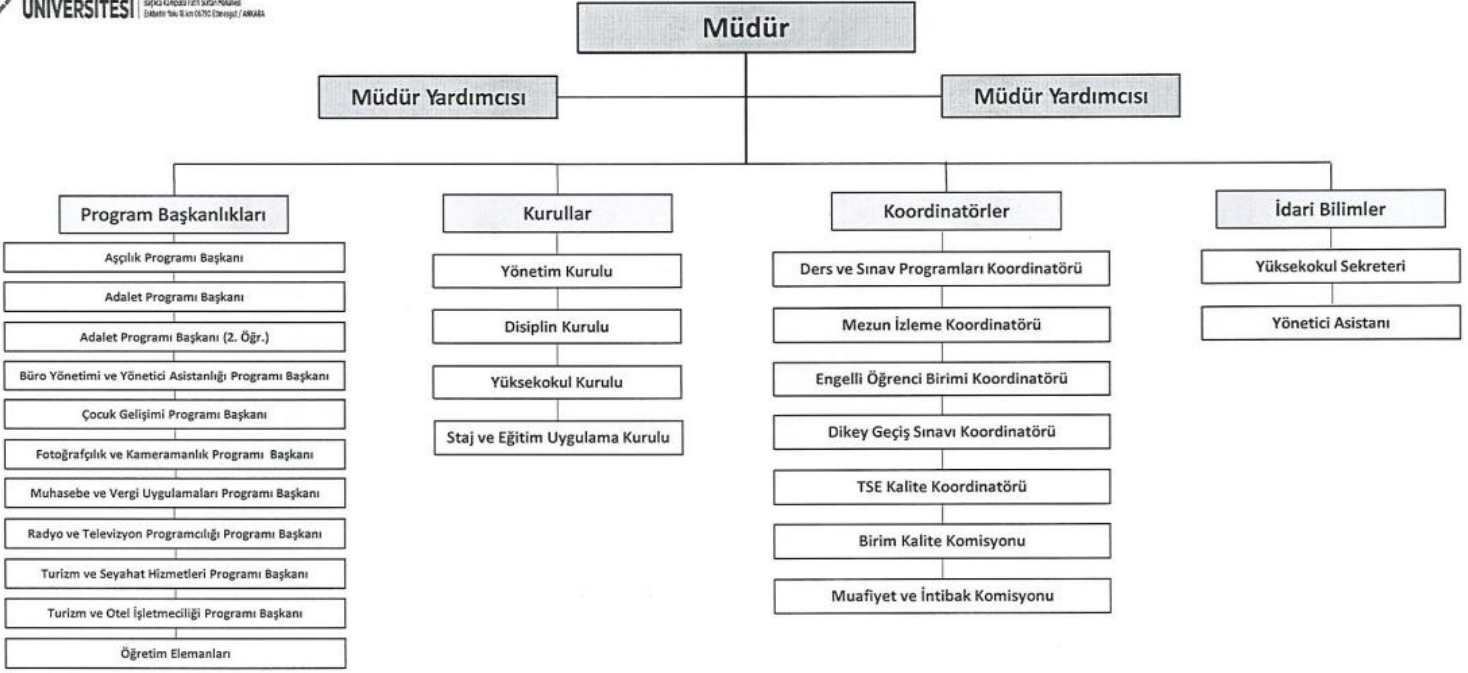 ÜNİVERSİTESİ
Müdür
Müdür Yardımcısı
Müdür Yardımcısı
Program Başkanlıkları
Aşçılık Programı Başkanı
Adalet Programı Başkanı
Adalet Programı Başkanı (2. Öğr.)
Büro Yönetimi ve Yönetici Asistanlığı Programı Başkanı
Çocuk Gelişimi Programı Başkanı
Fotoğrafçılık ve Kameramanlık Programı Başkanı
Muhasebe ve Vergi Uygulamaları Programı Başkanı
Radyo ve Televizyon Programcılığı Programı Başkanı
Turizm ve Seyahat Hizmetleri Programı Başkanı
Turizm ve Otel İşletmeciliği Programı Başkanı
Öğretim Elemanları
Kurullar
Yönetim Kurulu
Disiplin Kurulu
Yüksekokul Kurulu
Staj ve Eğitim Uygulama Kurulu
Koordinatörler
Ders ve Sınav Programları Koordinatörü
Mezun İzleme Koordinatörü
Engelli Öğrenci Birimi Koordinatörü
Dikey Geçiş Sınavı Koordinatörü
TSE Kalite Koordinatörü
Birim Kalite Komisyonu
Muafiyet ve İntibak Komisyonu
İdari Bilimler
Yüksekokul Sekreteri
Yönetici Asistanı